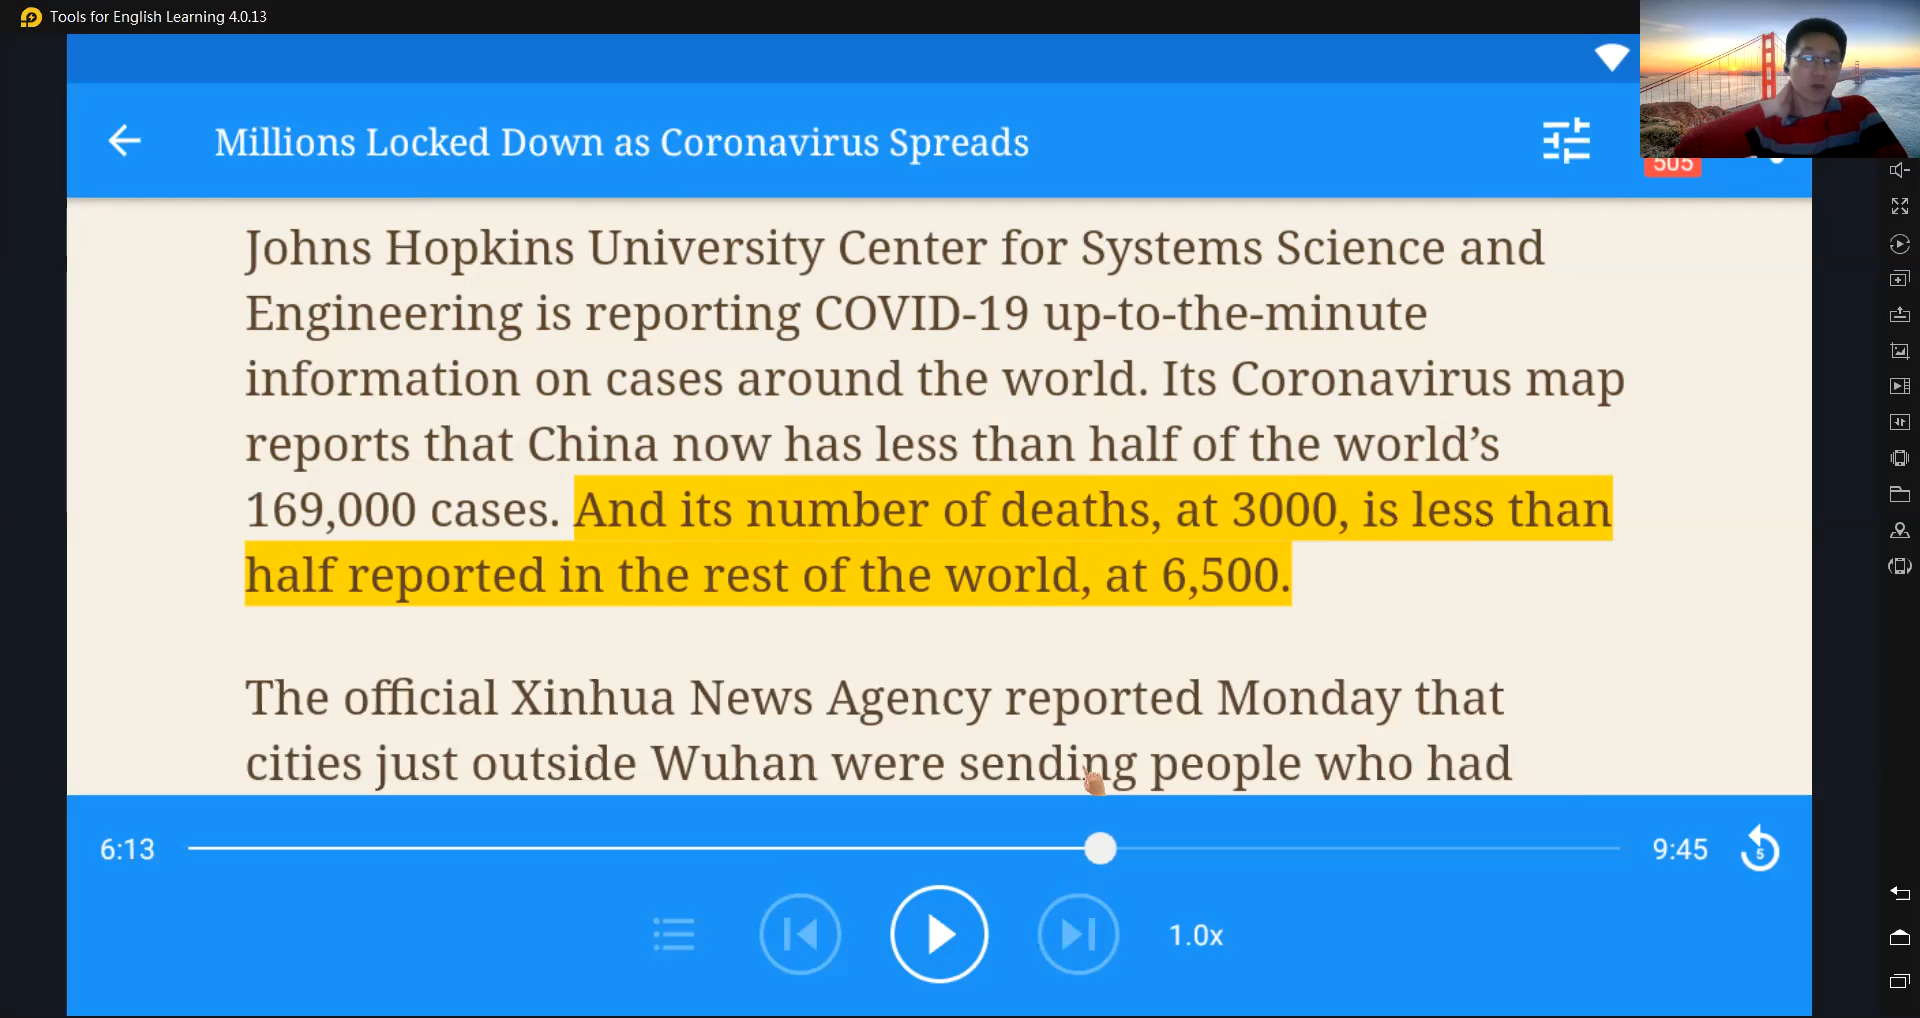 Tools for English Learning 4.0.13
Millions Locked Down as Coronavirus Spreads
505
Johns Hopkins University Center for Systems Science and
Engineering is reporting COVID-19 up-to-the-minute
information on cases around the world. Its Coronavirus map
reports that China now has less than half of the world’s
169,000 cases. And its number of deaths, at 3000, is less than
half reported in the rest of the world, at 6,500.
The official Xinhua News Agency reported Monday that
cities just outside Wuhan were sending people who had
6:13
9:45
5
1.0x